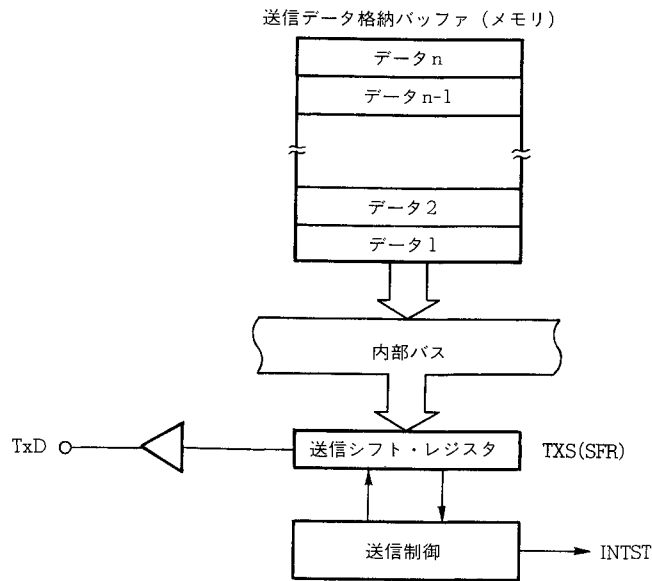 送信データ格納バッファ（メモリ）
データn
データn-1
データ2
データ1
内部バス
TxD
送信シフト・レジスタ
TXS(SFR)
送信制御
INTST